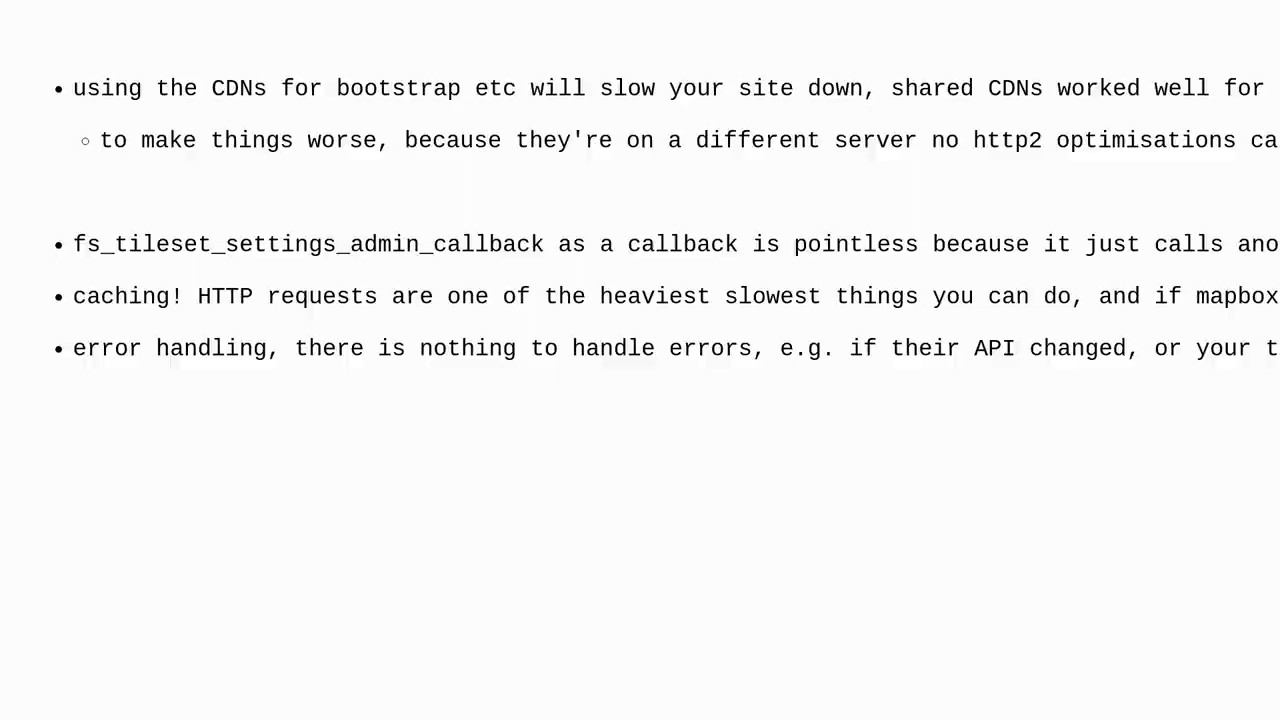 using the CDNs for bootstrap etc will slow your site down, shared CDNs worked well for
to make things worse, because they're on a different server no http2 optimisations ca
fs_tileset_settings_admin_callback as a callback is pointless because it just calls ano
caching! HTTP requests are one of the heaviest slowest things you can do, and if mapbox
error handling, there is nothing to handle errors, e.g. if their API changed, or your t